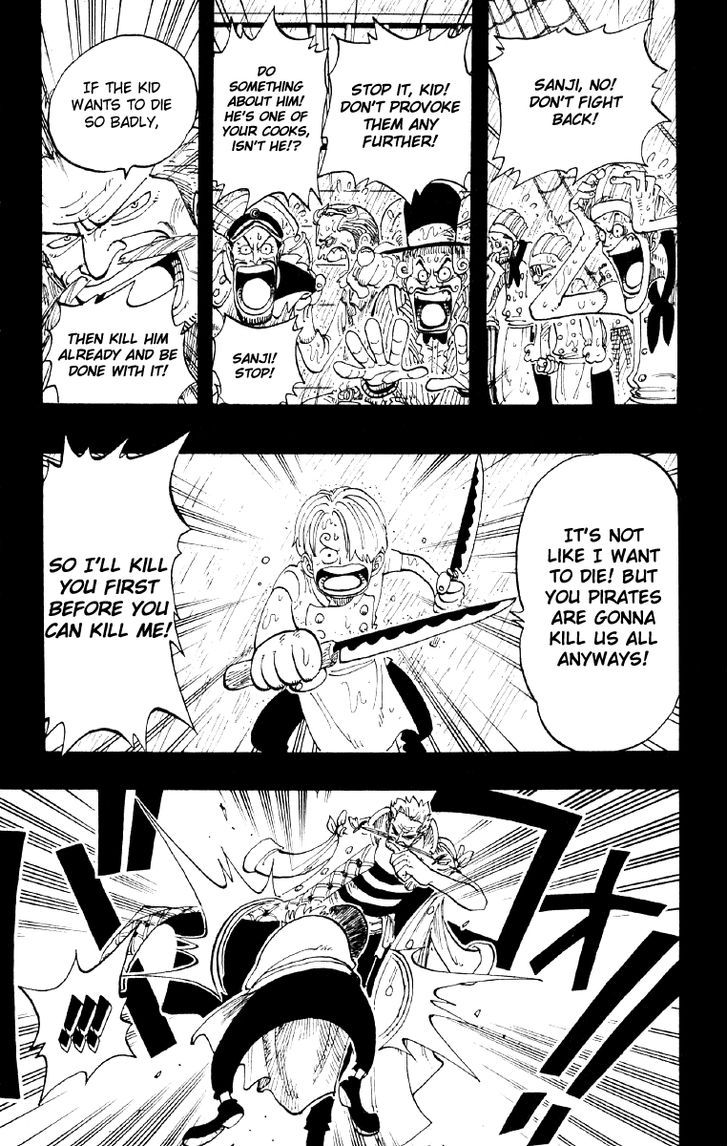 SANJI, NO!
DON'T FIGHT
BACK!
STOP IT, KID!
DON'T PROVOKE
THEM ANY
FURTHER!
DO
SOMETHING
ABOUT HIM!
HE'S ONE OF
YOUR COOKS,
ISN'T HE!?
SANJI!
STOP!
IF THE KID
WANTS TO DIE
SO BADLY,
THEN KILL HIM
ALREADY AND BE
DONE WITH IT!
IT'S NOT
LIKE I WANT
TO DIE! BUT
YOU PIRATES
ARE GONNA
KILL US ALL
ANYWAYS!
SO I'LL KILL
YOU FIRST
BEFORE YOU
CAN KILL ME!
!!!